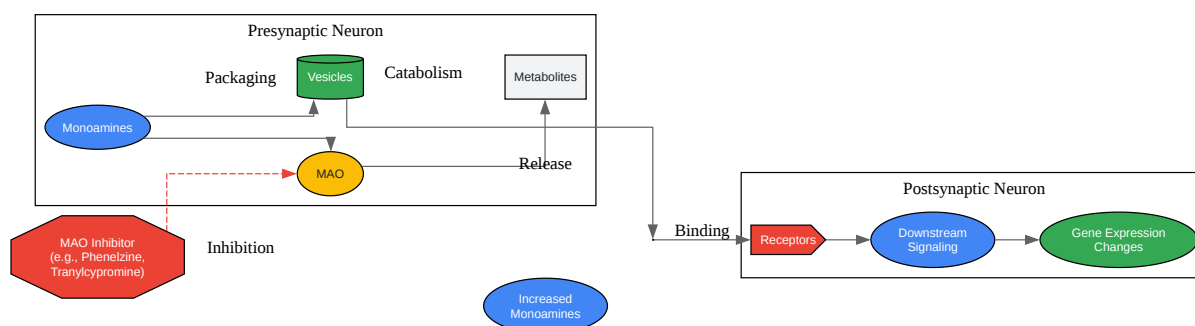 Presynaptic Neuron
Packaging
Vesicles
Catabolism
Metabolites
Monoamines
MAO
Release
MAO Inhibitor
(e.g., Phenelzine,
Tranylcypromine)
Inhibition
Increased
Monoamines
Binding
Postsynaptic Neuron
Receptors
Downstream
Signaling
Gene Expression
Changes